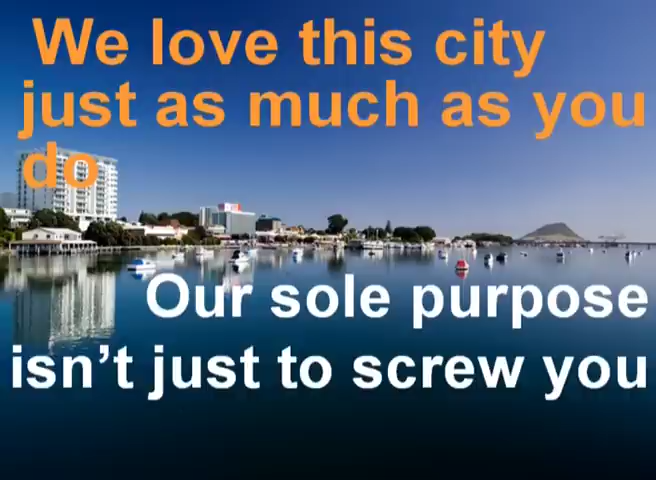 We love this city
just as much as you
do
Our sole purpose
isn’t just to screw you